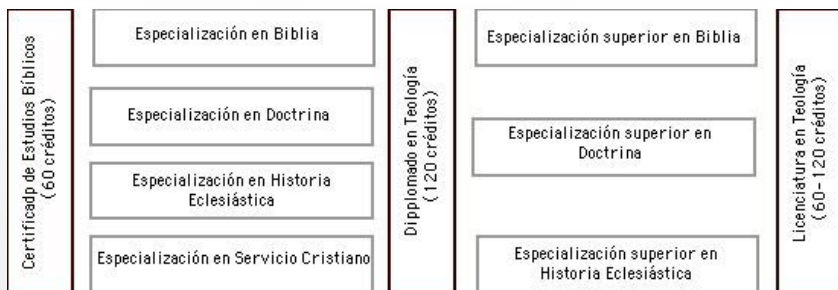 Certificadp de Estudios Bíblicos
(60 créditos)
Especialización en Biblia
Especialización en Doctrina
Especialización en Historia
Eclesiástica
Especialización en Servicio Cristiano
Dipplomado en Teología
(120 créditos)
Especialización superior en Biblia
Especialización superior en
Doctrina
Especialización superior en
Historia Eclesiástica
Licenciatura en Teología
(60-120 créditos)